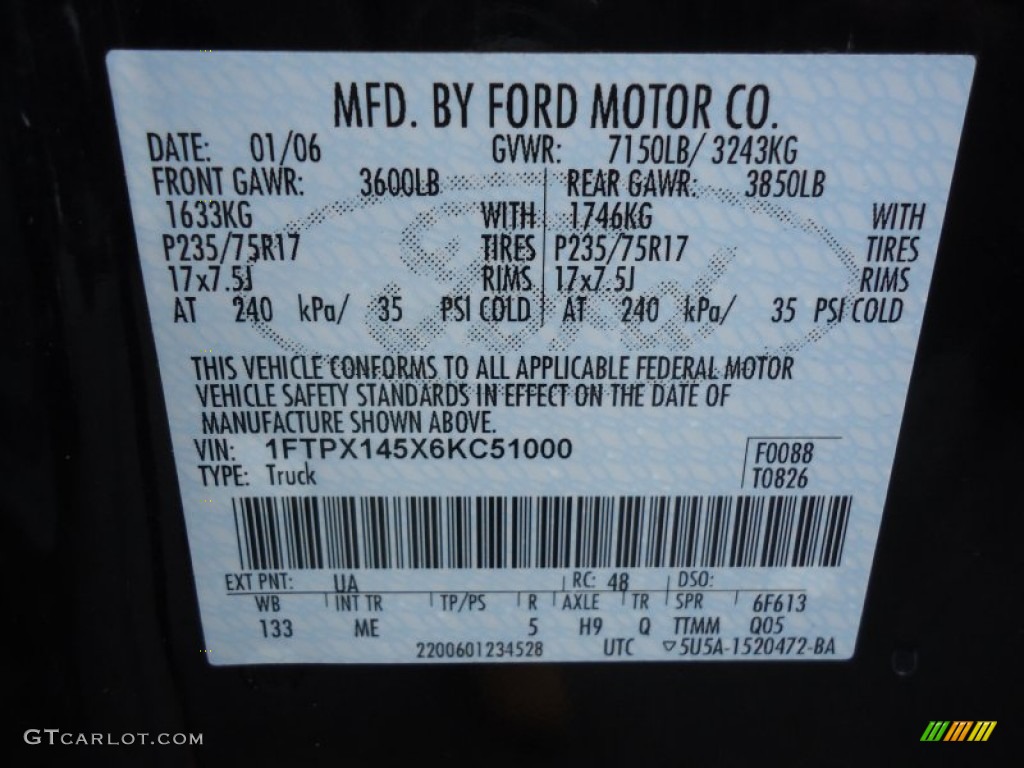 MFD. BY FORD MOTOR CO.
DATE: 01/06 GVWR: 7150LB/ 3243KG
FRONT GAWR: 3600LB REAR GAWR: 3850LB
1633KG WITH 1746KG WITH
P235/75R17 TIRES P235/75R17 TIRES
17x7.5J RIMS 17x7.5J RIMS
AT 240 kPa/ 35 PSI COLD AT 240 kPa/ 35 PSI COLD
Ford
THIS VEHICLE CONFORMS TO ALL APPLICABLE FEDERAL MOTOR
VEHICLE SAFETY STANDARDS IN EFFECT ON THE DATE OF
MANUFACTURE SHOWN ABOVE.
VIN: 1FTPX145X6KC51000 F0088
TYPE: Truck T0826
EXT PNT: UA RC: 48 DSO:
WB INT TR TP/PS R AXLE TR SPR 6F613
133 ME 5 H9 Q TTMM Q05
2200601234528 UTC ▽5U5A-1520472-BA
GTCARLOT.COM